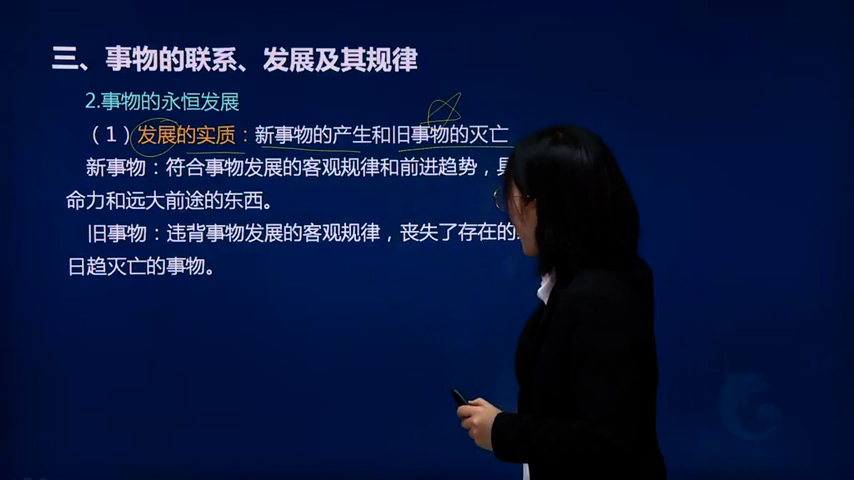 三、事物的联系、发展及其规律
2.事物的永恒发展
（1）发展的实质：新事物的产生和旧事物的灭亡
新事物：符合事物发展的客观规律和前进趋势，
命力和远大前途的东西。
旧事物：违背事物发展的客观规律，丧失了存在的
日趋灭亡的事物。